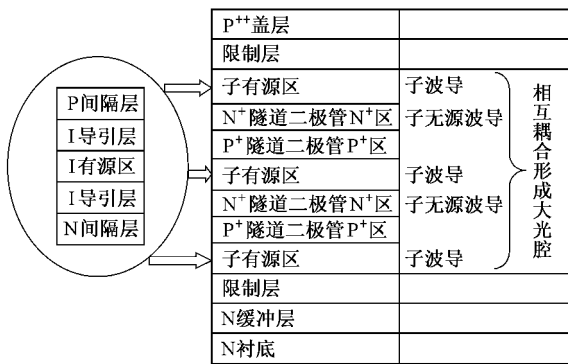 P⁺⁺盖层
限制层
子有源区 子波导
N⁺隧道二极管N⁺区 子无源波导
P⁺隧道二极管P⁺区
子有源区 子波导
N⁺隧道二极管N⁺区 子无源波导
P⁺隧道二极管P⁺区
子有源区 子波导
限制层
N缓冲层
N衬底
P间隔层
I导引层
I有源区
I导引层
N间隔层
相互耦合形成大光腔